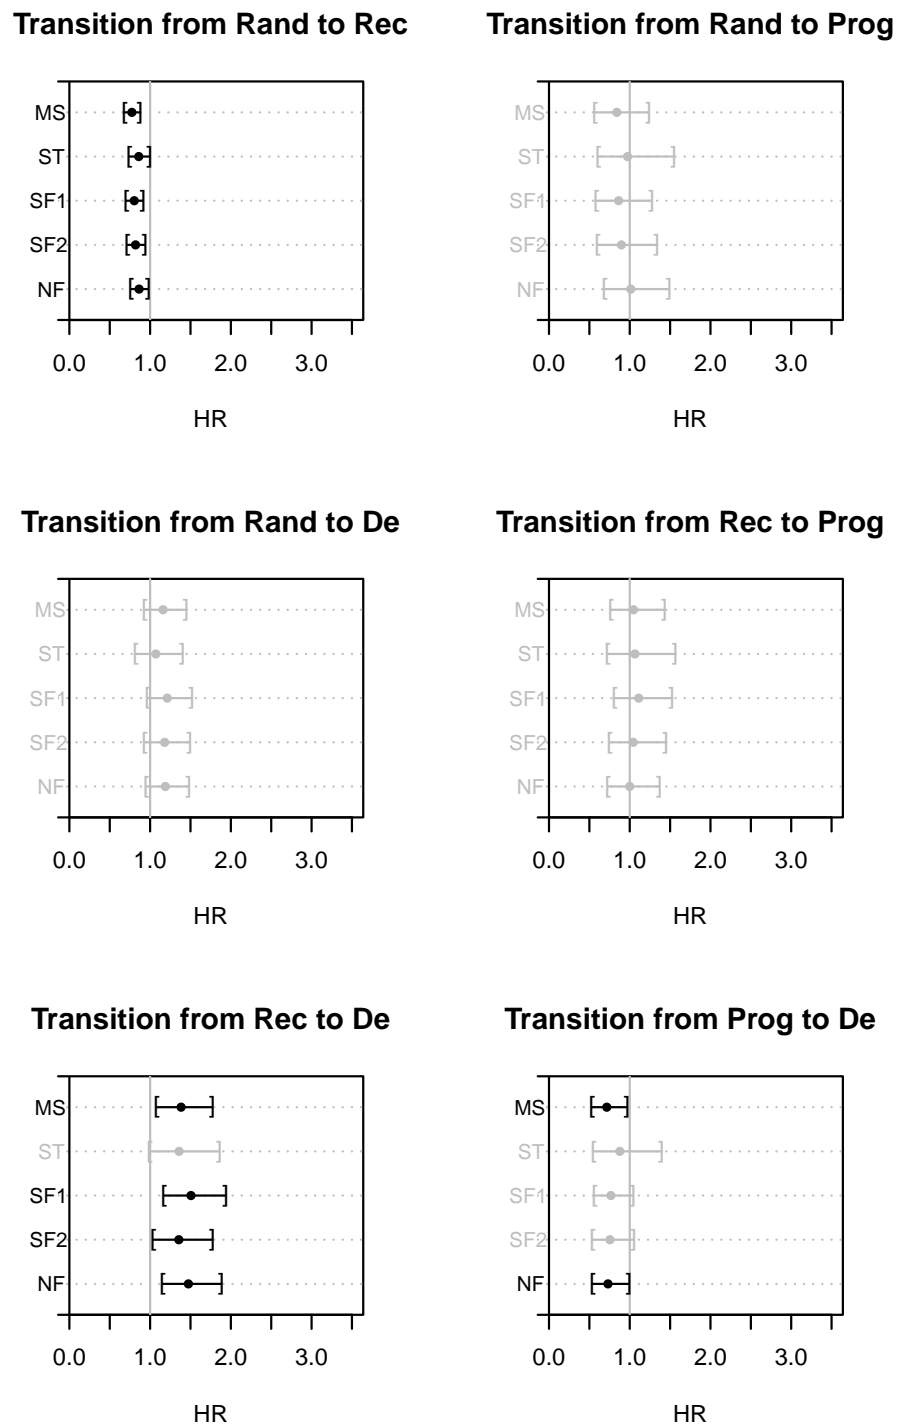 Transition from Rand to Rec
MS
ST
SF1
SF2
NF
0.0 1.0 2.0 3.0
HR
Transition from Rand to Prog
MS
ST
SF1
SF2
NF
0.0 1.0 2.0 3.0
HR
Transition from Rand to De
MS
ST
SF1
SF2
NF
0.0 1.0 2.0 3.0
HR
Transition from Rec to Prog
MS
ST
SF1
SF2
NF
0.0 1.0 2.0 3.0
HR
Transition from Rec to De
MS
ST
SF1
SF2
NF
0.0 1.0 2.0 3.0
HR
Transition from Prog to De
MS
ST
SF1
SF2
NF
0.0 1.0 2.0 3.0
HR